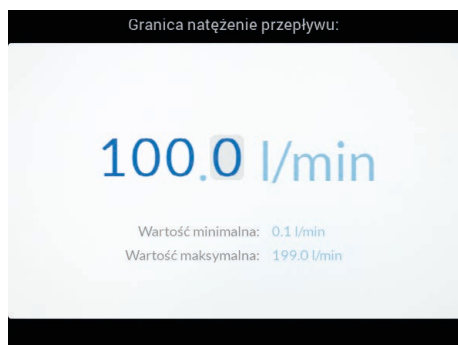 Granica natężenie przepływu:
100.0 l/min
Wartość minimalna: 0.1 l/min
Wartość maksymalna: 199.0 l/min